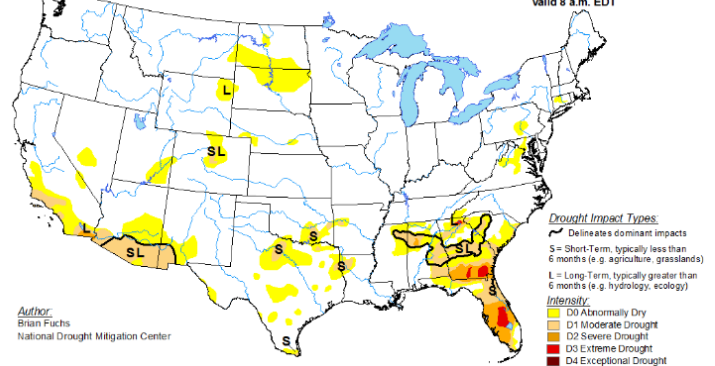 Valid 8 a.m. EDT
L
SL
L
SL
S
S
S
S
SL
S
Drought Impact Types:
Delineates dominant impacts
S = Short-Term, typically less than
6 months (e.g. agriculture, grasslands)
L = Long-Term, typically greater than
6 months (e.g. hydrology, ecology)
Intensity:
D0 Abnormally Dry
D1 Moderate Drought
D2 Severe Drought
D3 Extreme Drought
D4 Exceptional Drought
Author:
Brian Fuchs
National Drought Mitigation Center